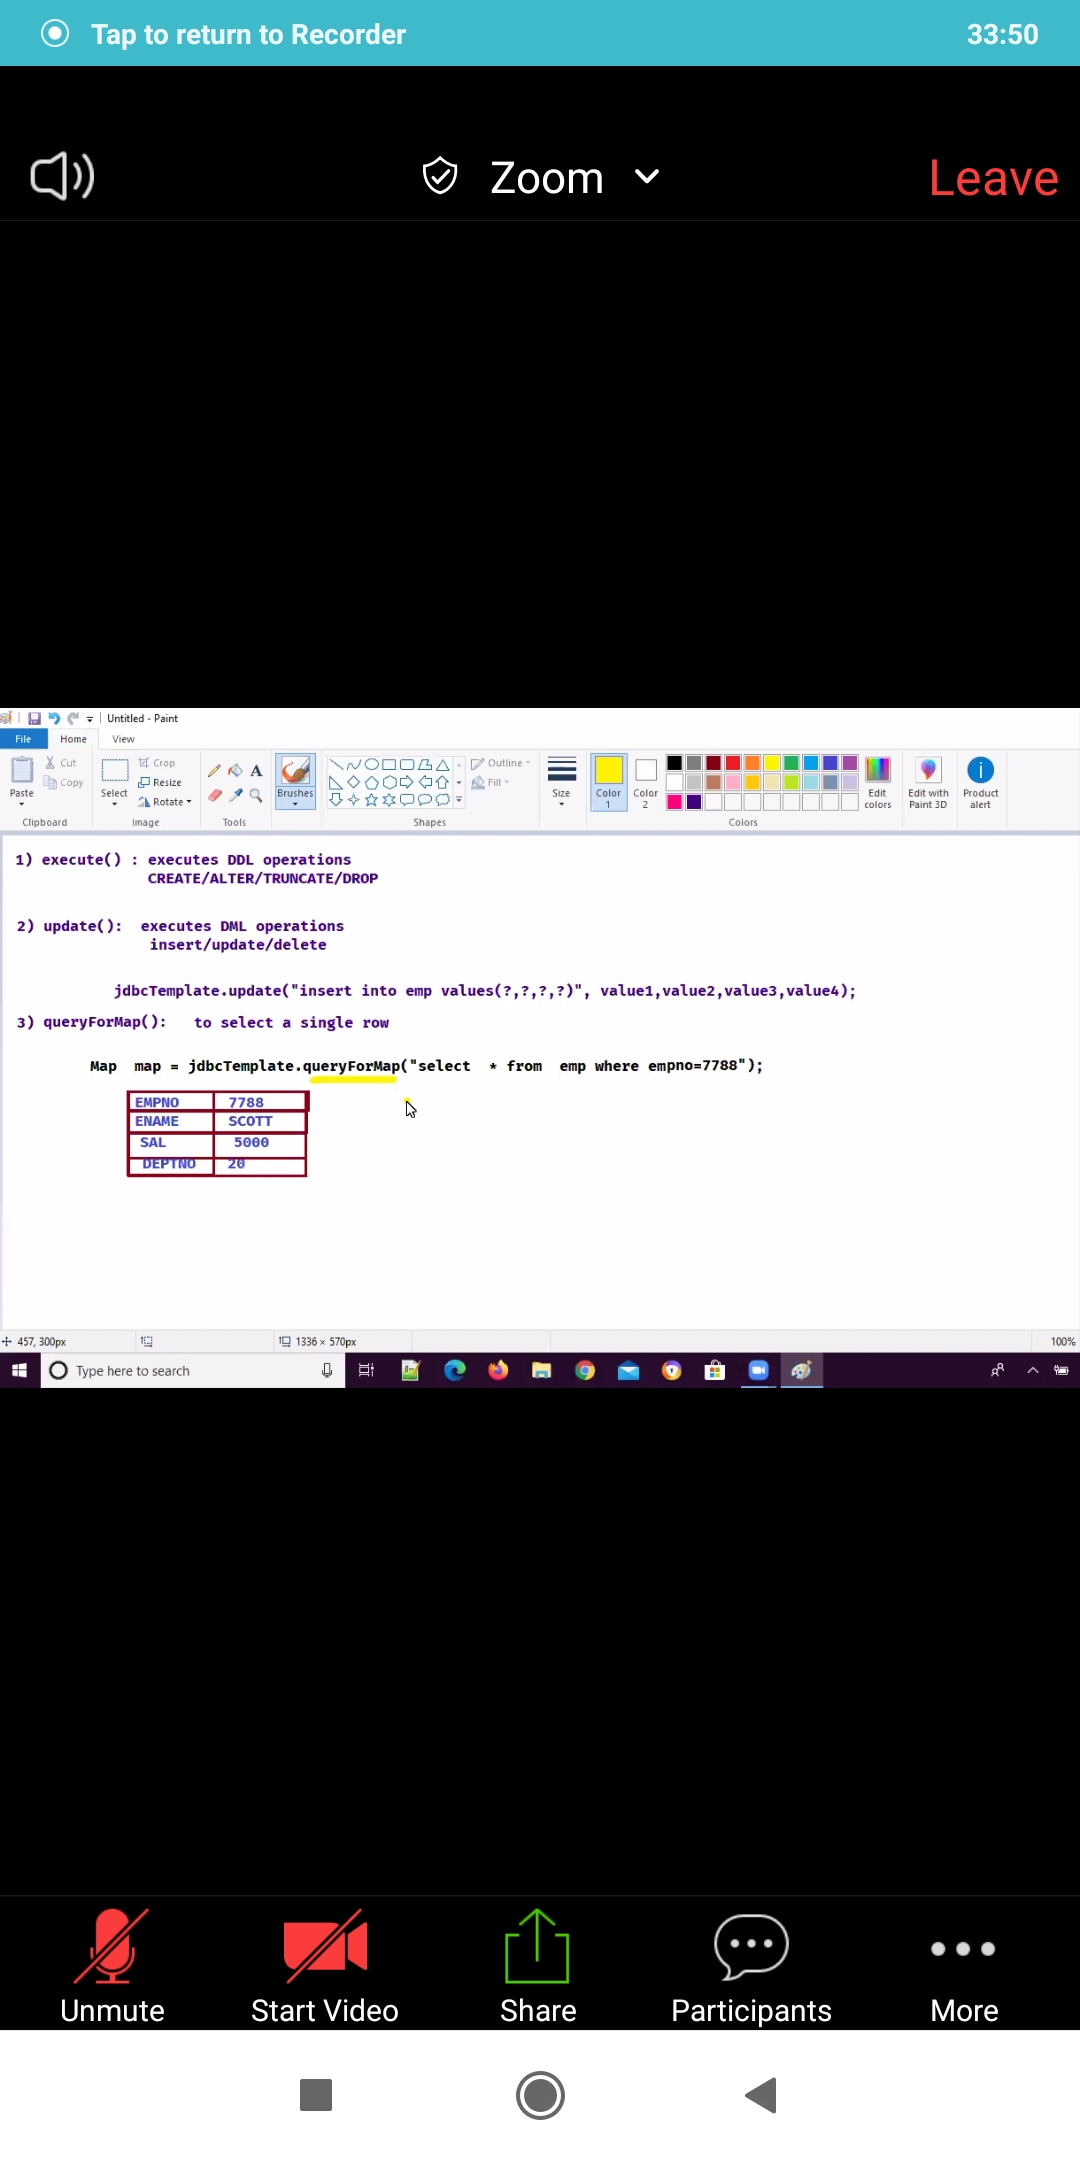 Tap to return to Recorder 33:50
Zoom Leave
Untitled - Paint
File Home View
Paste Cut Copy Select Crop Resize Rotate Brushes Outline Fill Size Color 1 Color 2 Edit colors Edit with Paint 3D Product alert
Clipboard Image Tools Shapes Colors
1) execute() : executes DDL operations
CREATE/ALTER/TRUNCATE/DROP
2) update(): executes DML operations
insert/update/delete
jdbcTemplate.update("insert into emp values(?,?,?,?)", value1,value2,value3,value4);
3) queryForMap(): to select a single row
Map map = jdbcTemplate.queryForMap("select * from emp where empno=7788");
EMPNO 7788
ENAME SCOTT
SAL 5000
DEPTNO 20
457, 300px 1336 × 570px 100%
Type here to search
Unmute Start Video Share Participants More